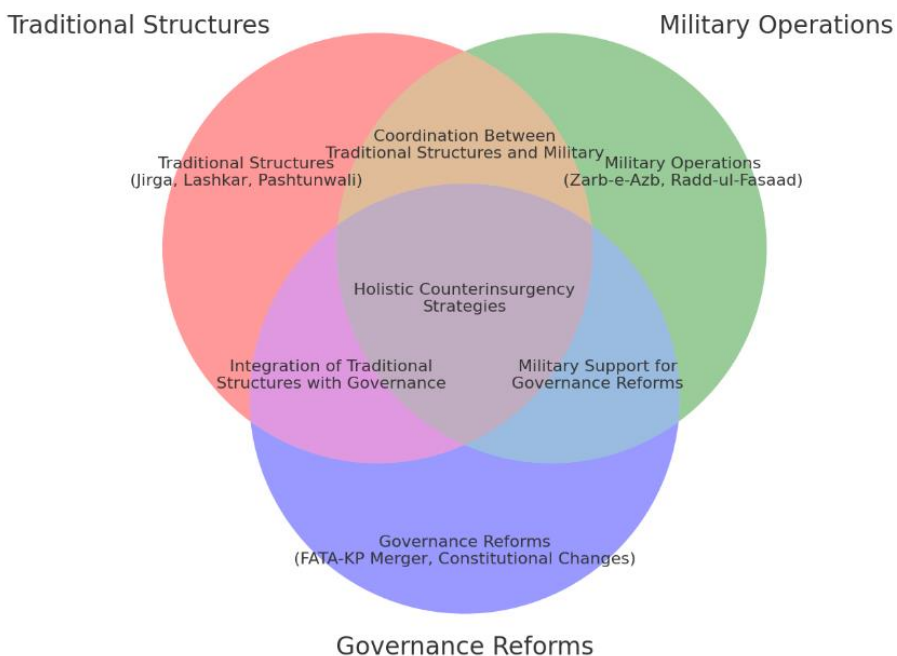 Traditional Structures
Military Operations
Coordination Between
Traditional Structures and Military
Traditional Structures
(Jirga, Lashkar, Pashtunwali)
Military Operations
(Zarb-e-Azb, Radd-ul-Fasaad)
Holistic Counterinsurgency
Strategies
Integration of Traditional
Structures with Governance
Military Support for
Governance Reforms
Governance Reforms
(FATA-KP Merger, Constitutional Changes)
Governance Reforms